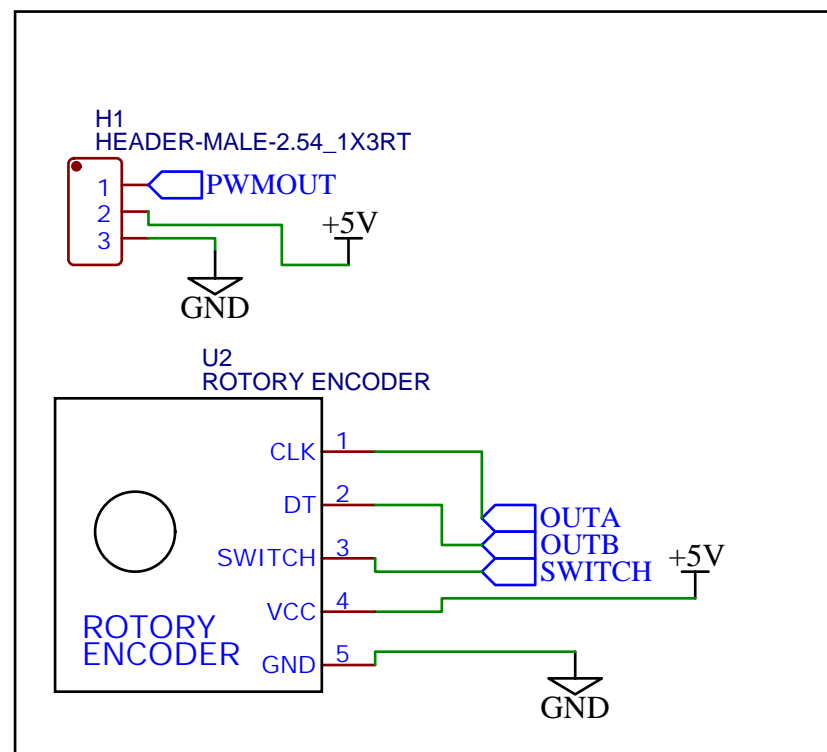 H1
HEADER-MALE-2.54_1X3RT
1
PWMOUT
2
+5V
3
GND
U2
ROTORY ENCODER
CLK 1
DT 2
OUTA
OUTB
SWITCH 3
SWITCH
+5V
VCC 4
ROTORY
ENCODER
GND 5
GND